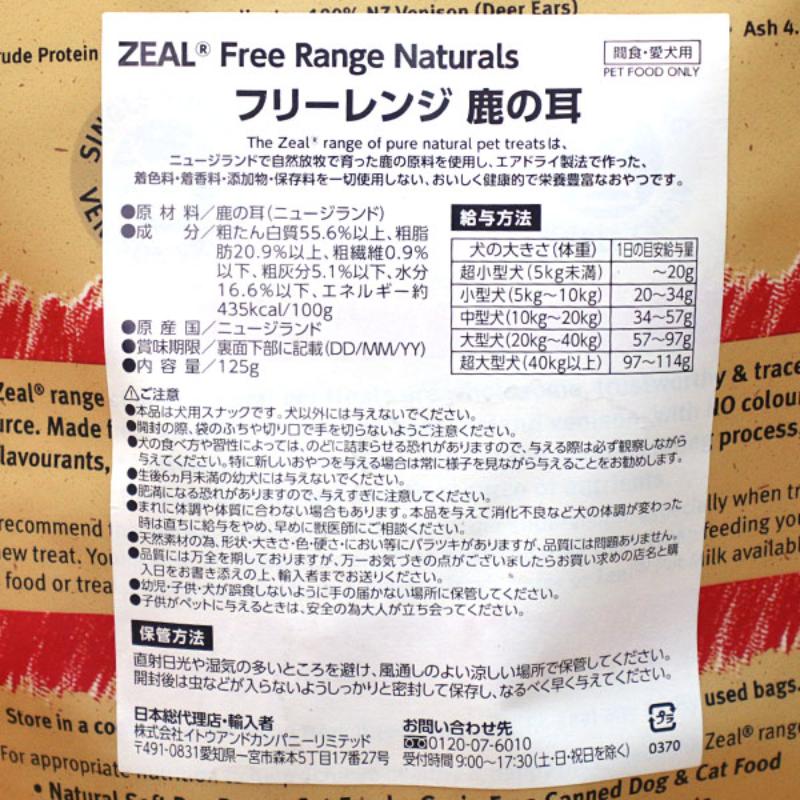 100% NZ Venison (Deer Ears)
rude Protein
Ash 4.
ZEAL® Free Range Naturals
間食・愛犬用
PET FOOD ONLY
フリーレンジ 鹿の耳
The Zeal® range of pure natural pet treatsは、
ニュージランドで自然放牧で育った鹿の原料を使用し、エアドライ製法で作った、
着色料・着香料・添加物・保存料を一切使用しない、おいしく健康的で栄養豊富なおやつです。
●原材料／鹿の耳(ニュージランド)
●成分／粗たん白質55.6%以上、粗脂
肪20.9%以上、粗繊維0.9%
以下、粗灰分5.1%以下、水分
16.6%以下、エネルギー約
435kcal/100g
●原産国／ニュージランド
●賞味期限／裏面下部に記載(DD/MM/YY)
●内容量／125g
給与方法
犬の大きさ(体重) 1日の目安給与量
超小型犬(5kg未満) ～20g
小型犬(5kg～10kg) 20～34g
中型犬(10kg～20kg) 34～57g
大型犬(20kg～40kg) 57～97g
超大型犬(40kg以上) 97～114g
⚠ご注意
●本品は犬用スナックです。犬以外には与えないでください。
●開封の際、袋のふちや切り口で手を切らないようご注意ください。
●犬の食べ方や習性によっては、のどに詰まらせる恐れがありますので、与える際は必ず観察しながら
与えてください。特に新しいおやつを与える場合は常に様子を見ながら与えることをお勧めします。
●生後6ヵ月未満の幼犬には与えないでください。
●肥満になる恐れがありますので、与えすぎに注意してください。
●まれに体調や体質に合わない場合もあります。本品を与えて消化不良など犬の体調が変わった
時は直ちに給与をやめ、早めに獣医師にご相談ください。
●天然素材の為、形状・大きさ・色・硬さ・におい等にバラツキがありますが、品質には問題ありません。
●品質には万全を期しておりますが、万一お気づきの点がございましたらお買い求めの店名と購
入日をお書き添えの上、輸入者までお送りください。
●幼児・子供・犬が誤食しないように手の届かない場所に保管してください。
●子供がペットに与えるときは、安全の為大人が立ち会ってください。
保管方法
直射日光や湿気の多いところを避け、風通しのよい涼しい場所で保管してください。
開封後は虫などが入らないようしっかりと密封して保存し、なるべく早く与えてください。
日本総代理店・輸入者
株式会社イトウアンドカンパニーリミテッド
〒491-0831愛知県一宮市森本5丁目17番27号
お問い合わせ先
0120-07-6010
受付時間 9:00～17:30(土・日・祝日を除く)
プラ
0370
Zeal® range
urce. Made f
lavourants,
y & trace
NO colou
process
recommend
new treat. You
food or trea
lly when tr
feeding yo
ilk availab
Store in a co
used bags.
For appropriate nutrition
Zeal® range
Canned Dog & Cat Food